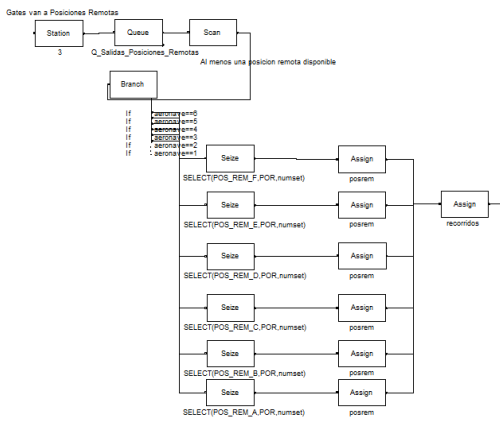 Gates van a Posiciones Remotas
Station
3
Queue
Q_Salidas_Posiciones_Remotas
Scan
Al menos una posicion remota disponible
Branch
If aeronave==6
If aeronave==5
If aeronave==4
If aeronave==3
If aeronave==2
If aeronave==1
Seize
SELECT(POS_REM_F,POR,numset)
Assign
posrem
Seize
SELECT(POS_REM_E,POR,numset)
Assign
posrem
Assign
recorridos
Seize
SELECT(POS_REM_D,POR,numset)
Assign
posrem
Seize
SELECT(POS_REM_C,POR,numset)
Assign
posrem
Seize
SELECT(POS_REM_B,POR,numset)
Assign
posrem
Seize
SELECT(POS_REM_A,POR,numset)
Assign
posrem